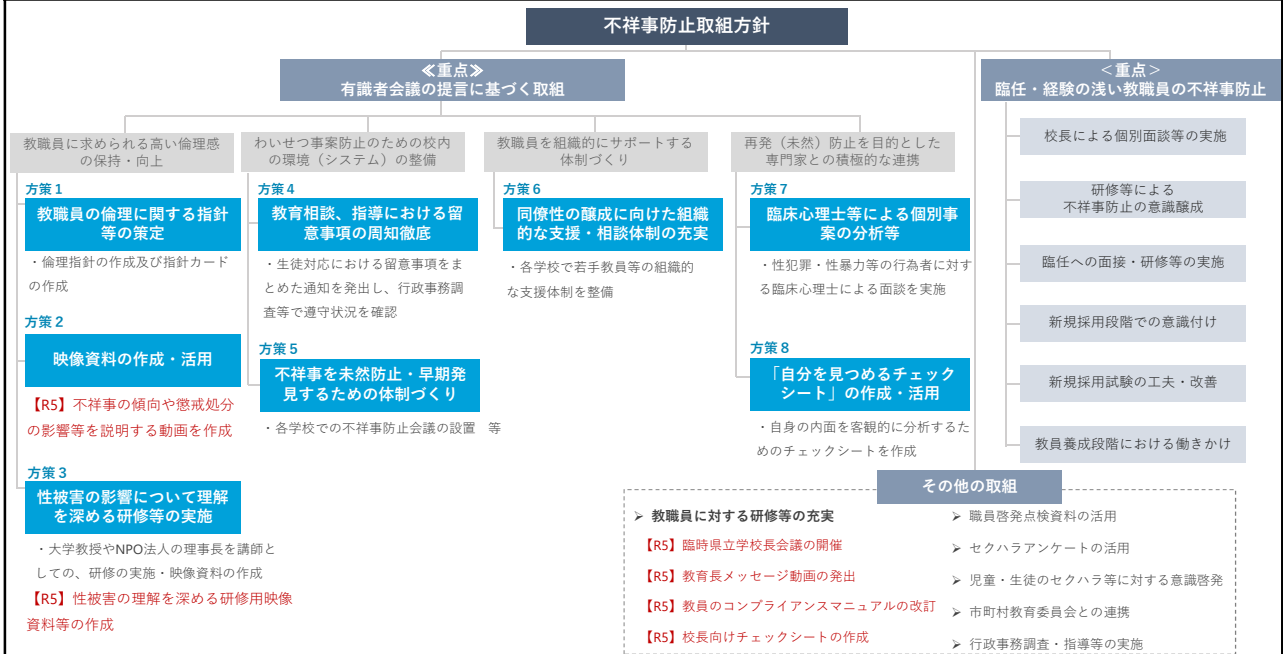 不祥事防止取組方針
≪重点≫
有識者会議の提言に基づく取組
＜重点＞
臨任・経験の浅い教職員の不祥事防止
教職員に求められる高い倫理感
の保持・向上
方策１
教職員の倫理に関する指針
等の策定
・倫理指針の作成及び指針カード
の作成
方策２
映像資料の作成・活用
【R5】不祥事の傾向や懲戒処分
の影響等を説明する動画を作成
方策３
性被害の影響について理解
を深める研修等の実施
・大学教授やNPO法人の理事長を講師と
しての、研修の実施・映像資料の作成
【R5】性被害の理解を深める研修用映像
資料等の作成
わいせつ事案防止のための校内
の環境（システム）の整備
方策４
教育相談、指導における留
意事項の周知徹底
・生徒対応における留意事項をま
とめた通知を発出し、行政事務調
査等で遵守状況を確認
方策５
不祥事を未然防止・早期発
見するための体制づくり
・各学校での不祥事防止会議の設置　等
教職員を組織的にサポートする
体制づくり
方策６
同僚性の醸成に向けた組織
的な支援・相談体制の充実
・各学校で若手教員等の組織的
な支援体制を整備
再発（未然）防止を目的とした
専門家との積極的な連携
方策７
臨床心理士等による個別事
案の分析等
・性犯罪・性暴力等の行為者に対す
る臨床心理士による面談を実施
方策８
「自分を見つめるチェック
シート」の作成・活用
・自身の内面を客観的に分析するた
めのチェックシートを作成
校長による個別面談等の実施
研修等による
不祥事防止の意識醸成
臨任への面接・研修等の実施
新規採用段階での意識付け
新規採用試験の工夫・改善
教員養成段階における働きかけ
その他の取組
➢ 教職員に対する研修等の充実
【R5】臨時県立学校長会議の開催
【R5】教育長メッセージ動画の発出
【R5】教員のコンプライアンスマニュアルの改訂
【R5】校長向けチェックシートの作成
➢ 職員啓発点検資料の活用
➢ セクハラアンケートの活用
➢ 児童・生徒のセクハラ等に対する意識啓発
➢ 市町村教育委員会との連携
➢ 行政事務調査・指導等の実施